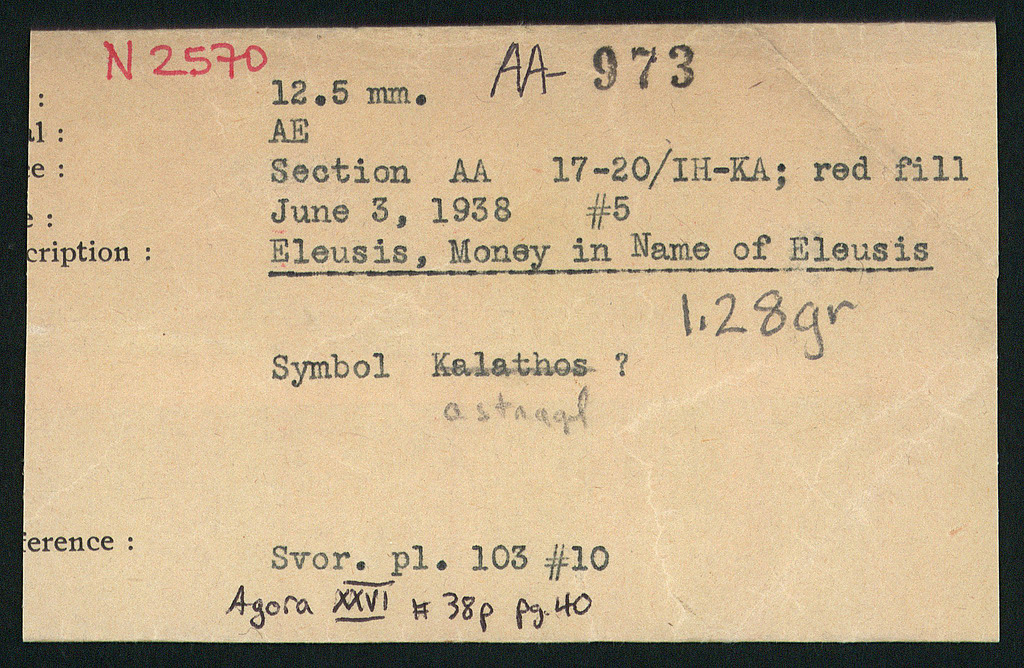 N 2570 AA 973
: 12.5 mm.
al : AE
ce : Section AA 17-20/IH-KA; red fill
e : June 3, 1938 #5
cription : Eleusis, Money in Name of Eleusis
1.28gr
Symbol Kalathos ?
astragl
ference : Svor. pl. 103 #10
Agora XXVI # 38p pg. 40